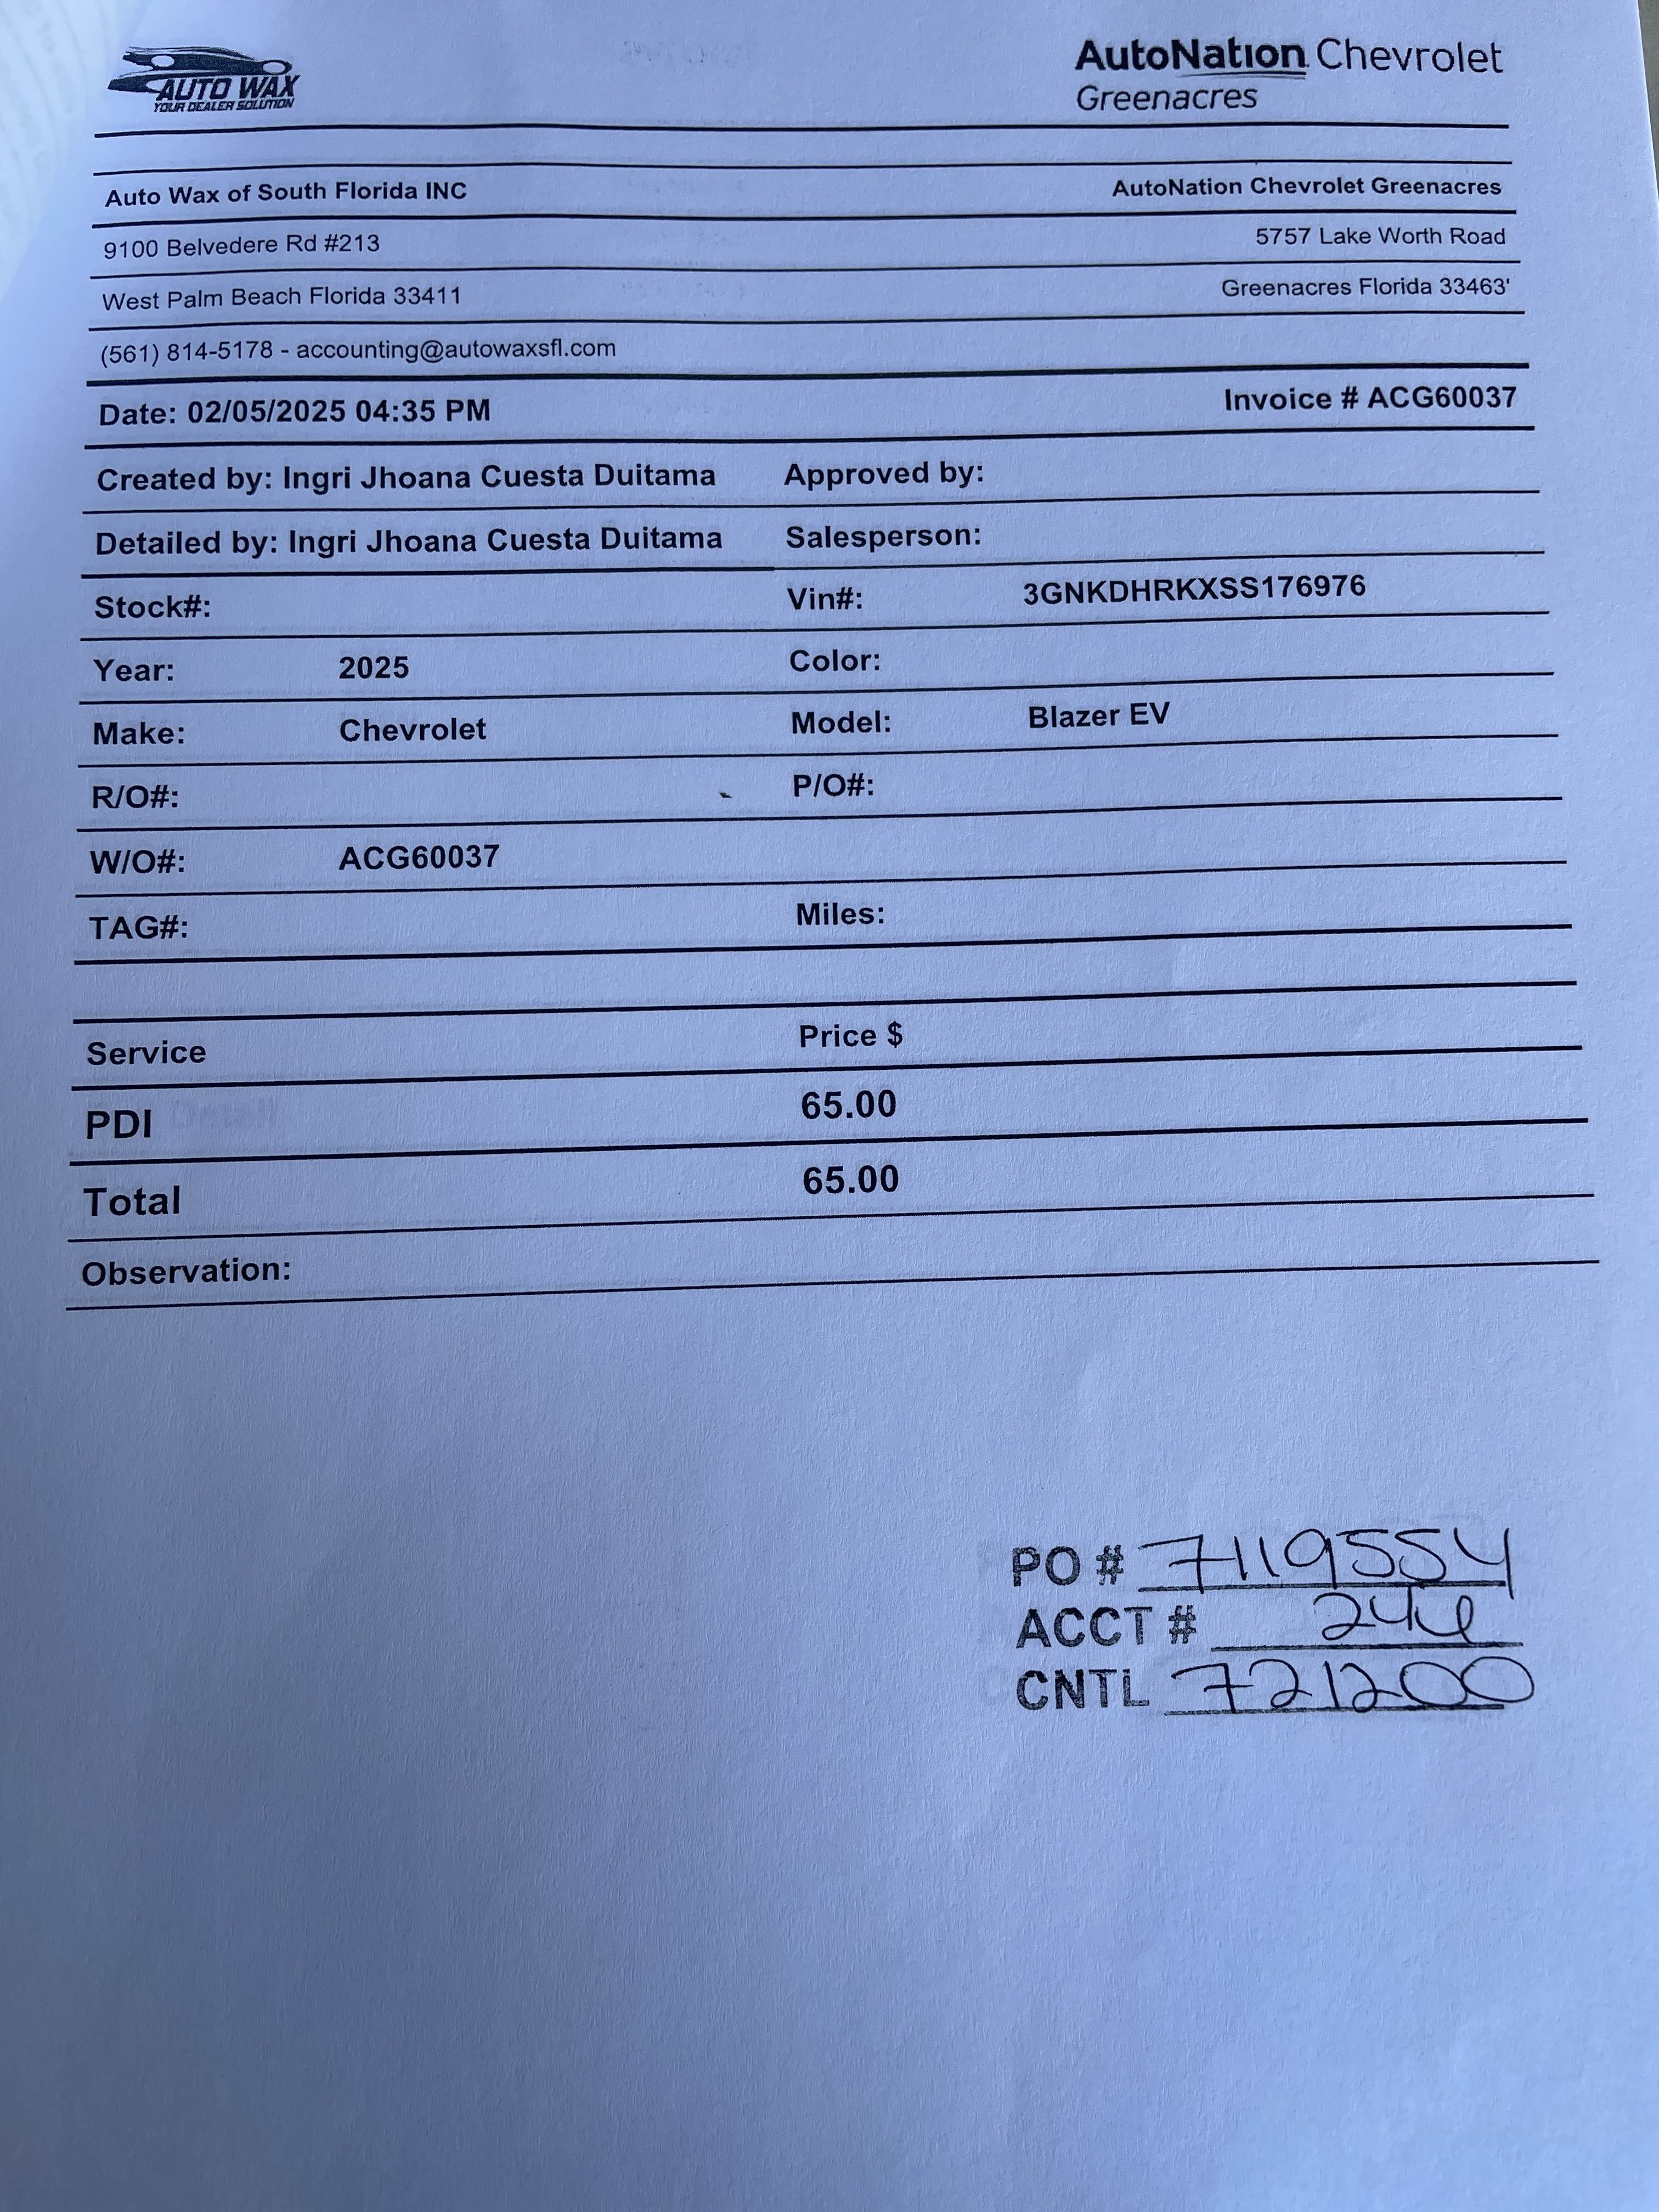 AUTO WAX
YOUR DEALER SOLUTION
AutoNation Chevrolet
Greenacres
Auto Wax of South Florida INC
AutoNation Chevrolet Greenacres
9100 Belvedere Rd #213
5757 Lake Worth Road
West Palm Beach Florida 33411
Greenacres Florida 33463'
(561) 814-5178 - accounting@autowaxsfl.com
Date: 02/05/2025 04:35 PM
Invoice # ACG60037
Created by: Ingri Jhoana Cuesta Duitama Approved by:
Detailed by: Ingri Jhoana Cuesta Duitama Salesperson:
Stock#: Vin#: 3GNKDHRKXSS176976
Year: 2025 Color:
Make: Chevrolet Model: Blazer EV
R/O#: P/O#:
W/O#: ACG60037
TAG#: Miles:
Service Price $
PDI 65.00
Total 65.00
Observation:
PO # 7119554
ACCT #
CNTL 721200